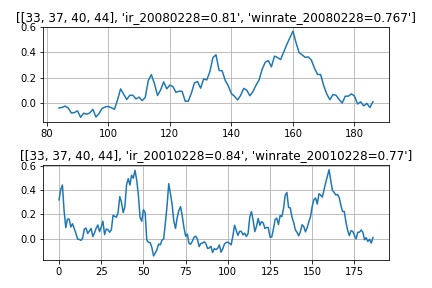 [[33, 37, 40, 44], 'ir_20080228=0.81', 'winrate_20080228=0.767']
0.6
0.4
0.2
0.0
80 100 120 140 160 180
[[33, 37, 40, 44], 'ir_20010228=0.84', 'winrate_20010228=0.77']
0.6
0.4
0.2
0.0
0 25 50 75 100 125 150 175